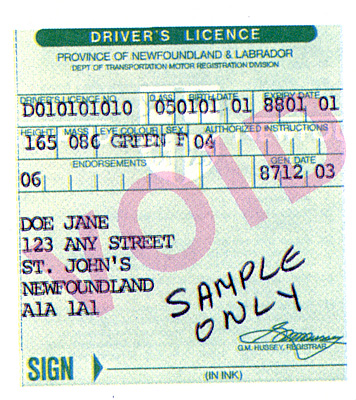 DRIVER'S LICENCE
PROVINCE OF NEWFOUNDLAND & LABRADOR
DEPT OF TRANSPORTATION MOTOR REGISTRATION DIVISION
DRIVER'S LICENCE NO. CLASS BIRTHDATE EXPIRY DATE
D010101010 050101 01 8801 01
HEIGHT MASS EYE COLOUR SEX AUTHORIZED INSTRUCTIONS
165 080 GREEN F 04
ENDORSEMENTS GEN. DATE
06 8712 03
VOID
DOE JANE
123 ANY STREET
ST. JOHN'S
NEWFOUNDLAND
A1A 1A1
SAMPLE
ONLY
G.M. HUSSEY, REGISTRAR
SIGN
(IN INK)